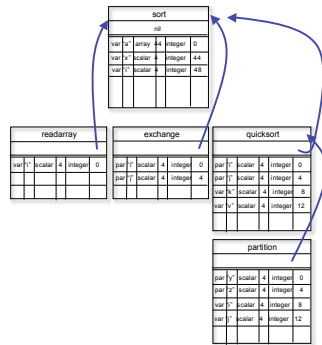 sort
nil
var "a" array 44 integer 0
var "x" scalar 4 integer 44
var "i" scalar 4 integer 48
readarray
var "i" scalar 4 integer 0
exchange
par "i" scalar 4 integer 0
par "j" scalar 4 integer 4
quicksort
par "i" scalar 4 integer 0
par "j" scalar 4 integer 4
var "k" scalar 4 integer 8
var "v" scalar 4 integer 12
partition
par "y" scalar 4 integer 0
par "z" scalar 4 integer 4
var "i" scalar 4 integer 8
var "j" scalar 4 integer 12